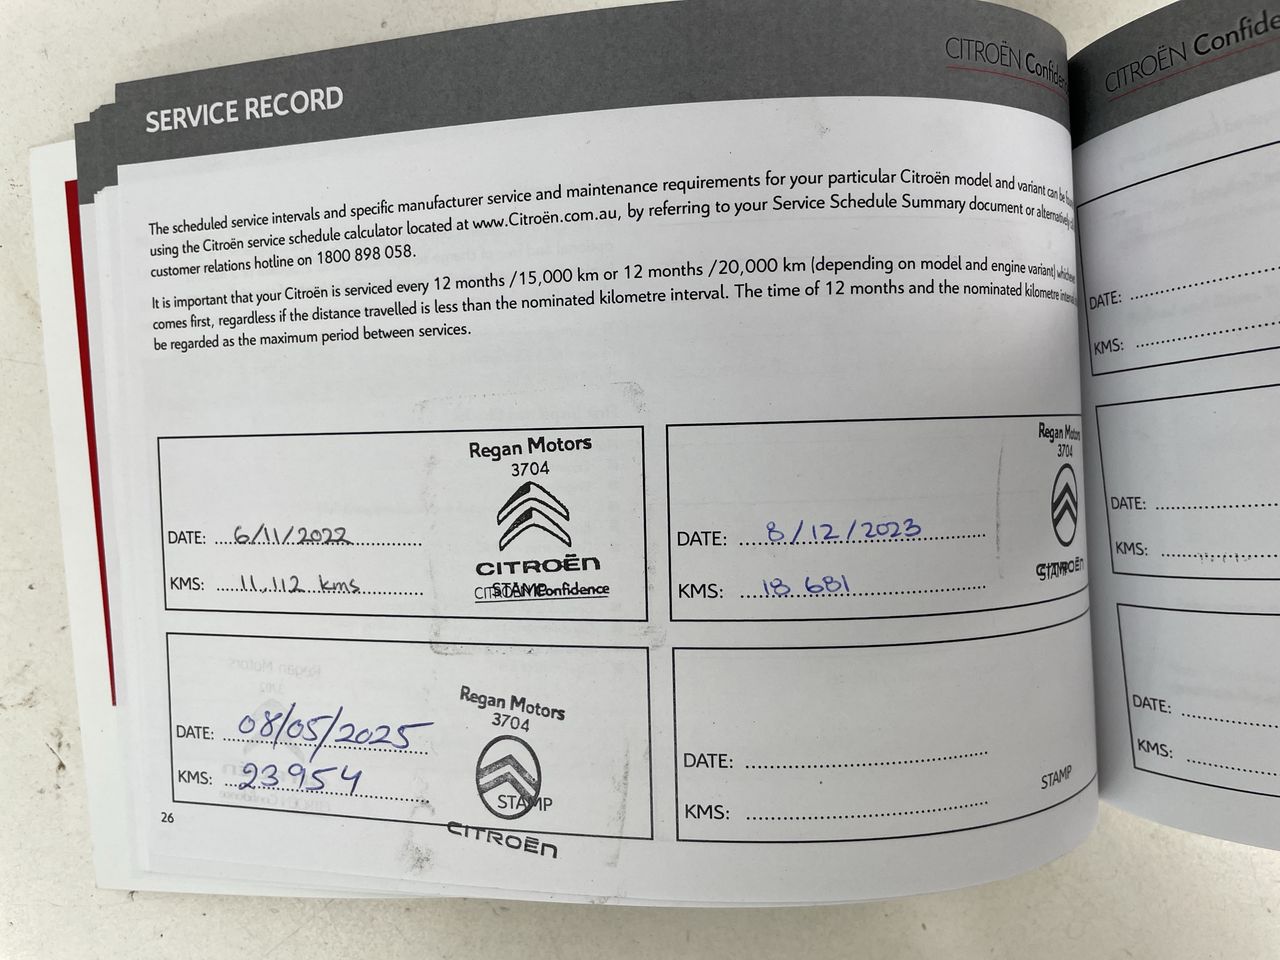 CITROËN
CITROËN
SERVICE RECORD
The scheduled service intervals and specific manufacturer service and maintenance requirements for your particular Citroën model and variant can be
using the Citroën service schedule calculator located at www.Citroën.com.au, by referring to your Service Schedule Summary document or
customer relations hotline on 1800 898 058.
It is important that your Citroën is serviced every 12 months /15,000 km or 12 months /20,000 km (depending on model and engine variant)
comes first, regardless if the distance travelled is less than the nominated kilometre interval. The time of 12 months and the nominated kilometre
be regarded as the maximum period between services.
Regan Motors
3704
DATE: 6/11/2022
KMS: 11,112 kms
CITROËN
STAMP
CITROËN Confidence
Regan Motors
3704
DATE: 8/12/2023
KMS: 18 681
CITROËN
STAMP
Regan Motors
3704
DATE: 08/05/2025
KMS: 23954
STAMP
CITROËN
DATE:
KMS:
STAMP
26
DATE:
KMS:
DATE:
KMS:
DATE:
KMS: